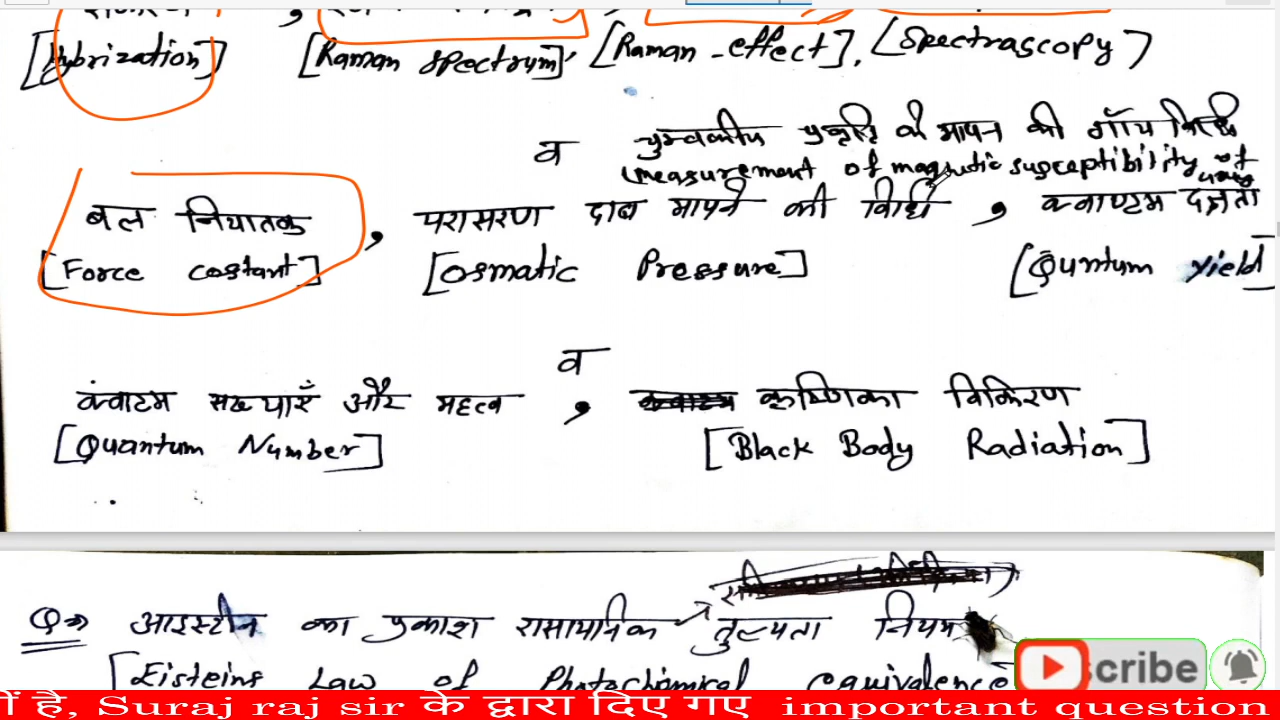 [Hybrization] [Raman Spectrum], [Raman-effect], [Spectrascopy]
व चुम्बकीय प्रकृति के मापन की गॉय विधि
(measurement of magnetic susceptibility of
बल नियातक, परासरण दाब मापने की विधि, क्वाण्टम दक्षता
[Force costant] [Osmatic Pressure] [Quntum yield]
व
क्वाटम संख्याएँ और महत्व, कृष्णिका विकिरण
[Quantum Number] [Black Body Radiation]
Q⇒ आइस्टीन का प्रकाश रासायनिक तुल्यता नियम
[Eisteins Law of Photochimical equivalence
scribe
ीं है, Suraj raj sir के द्वारा दिए गए important question